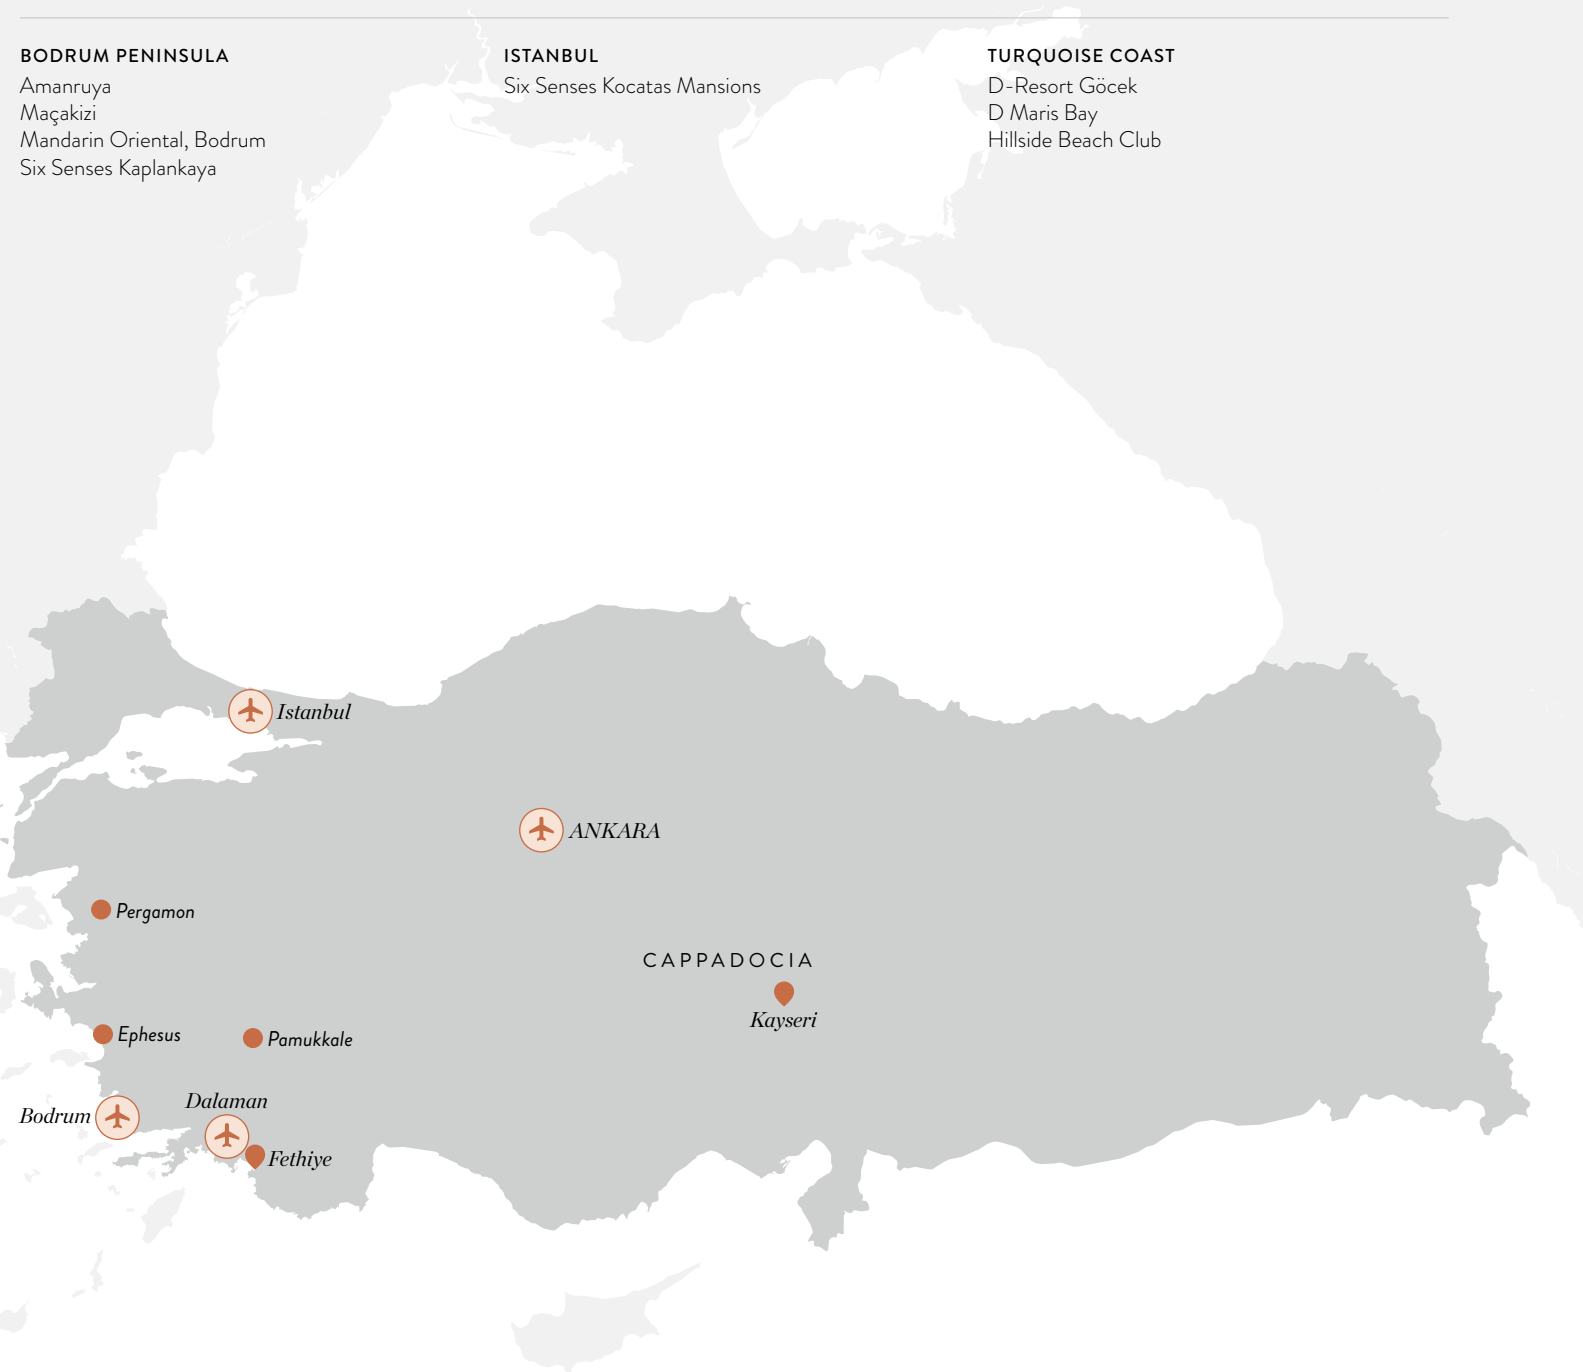 BODRUM PENINSULA
Amanruya
Maçakizi
Mandarin Oriental, Bodrum
Six Senses Kaplankaya
ISTANBUL
Six Senses Kocatas Mansions
TURQUOISE COAST
D-Resort Göcek
D Maris Bay
Hillside Beach Club
Istanbul
ANKARA
Pergamon
CAPPADOCIA
Kayseri
Ephesus
Pamukkale
Dalaman
Bodrum
Fethiye